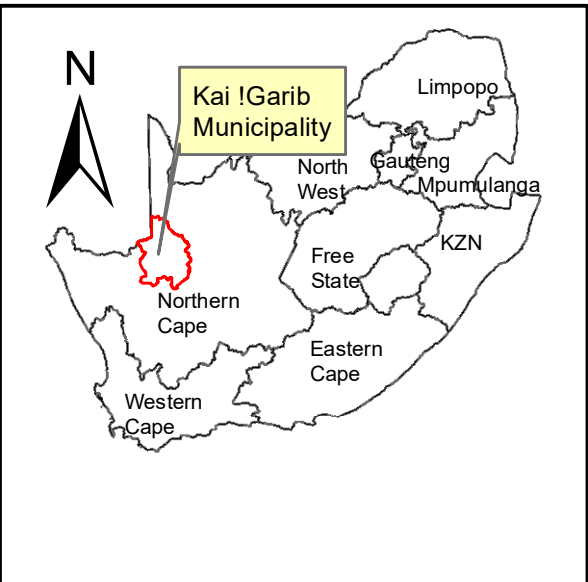 N
Kai !Garib
Municipality
Limpopo
North
West
Gauteng
Mpumulanga
Free
State
KZN
Northern
Cape
Eastern
Cape
Western
Cape